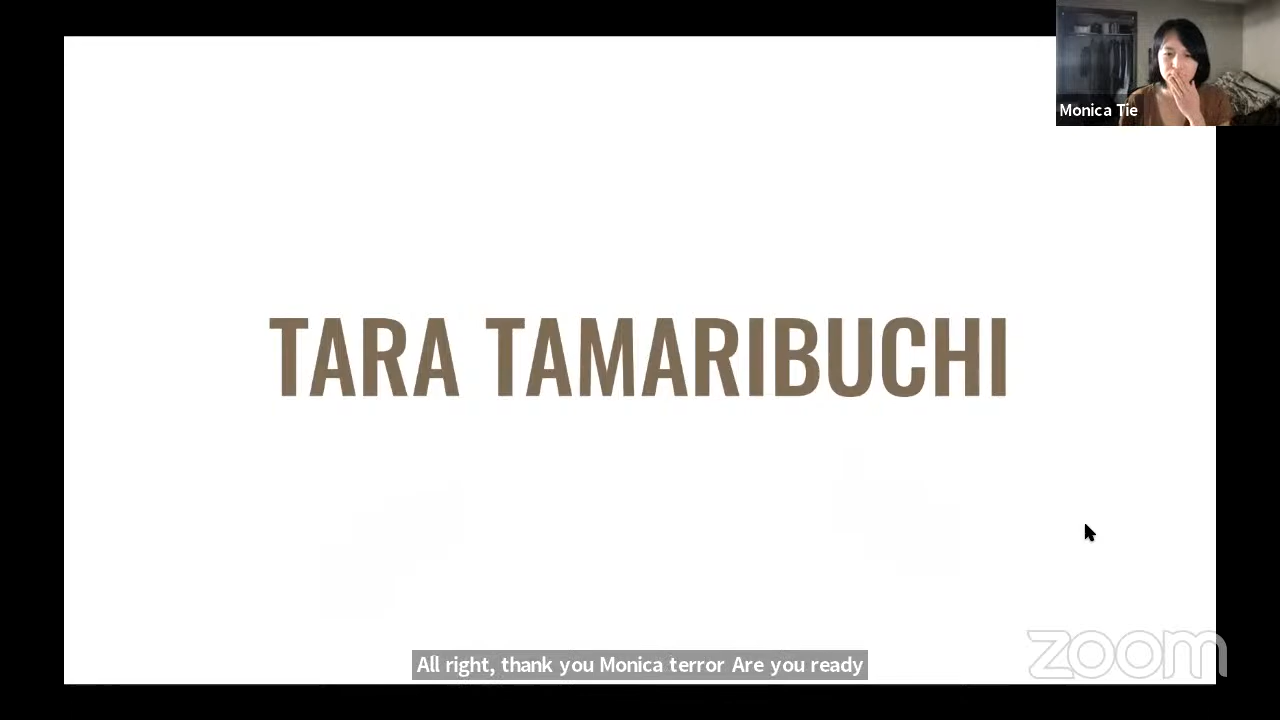 Monica Tie
TARA TAMARIBUCHI
zoom
All right, thank you Monica terror Are you ready